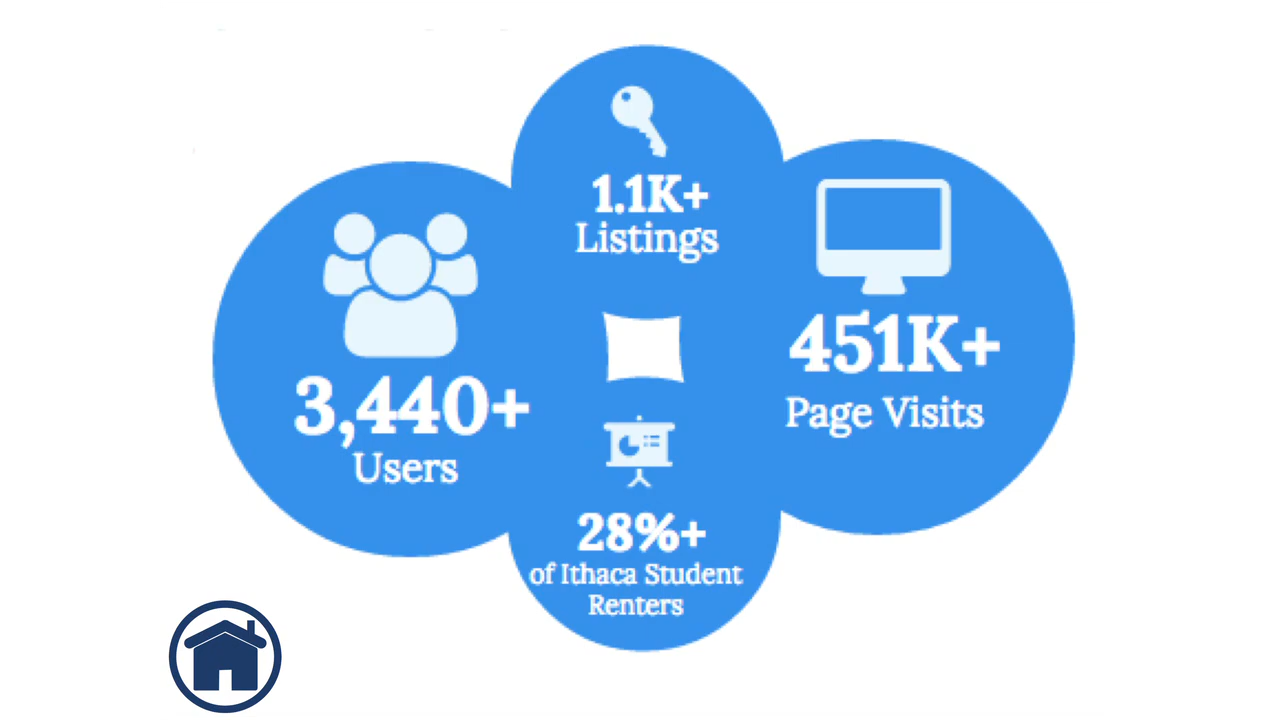 1.1K+
Listings
3,440+
Users
451K+
Page Visits
28%+
of Ithaca Student
Renters